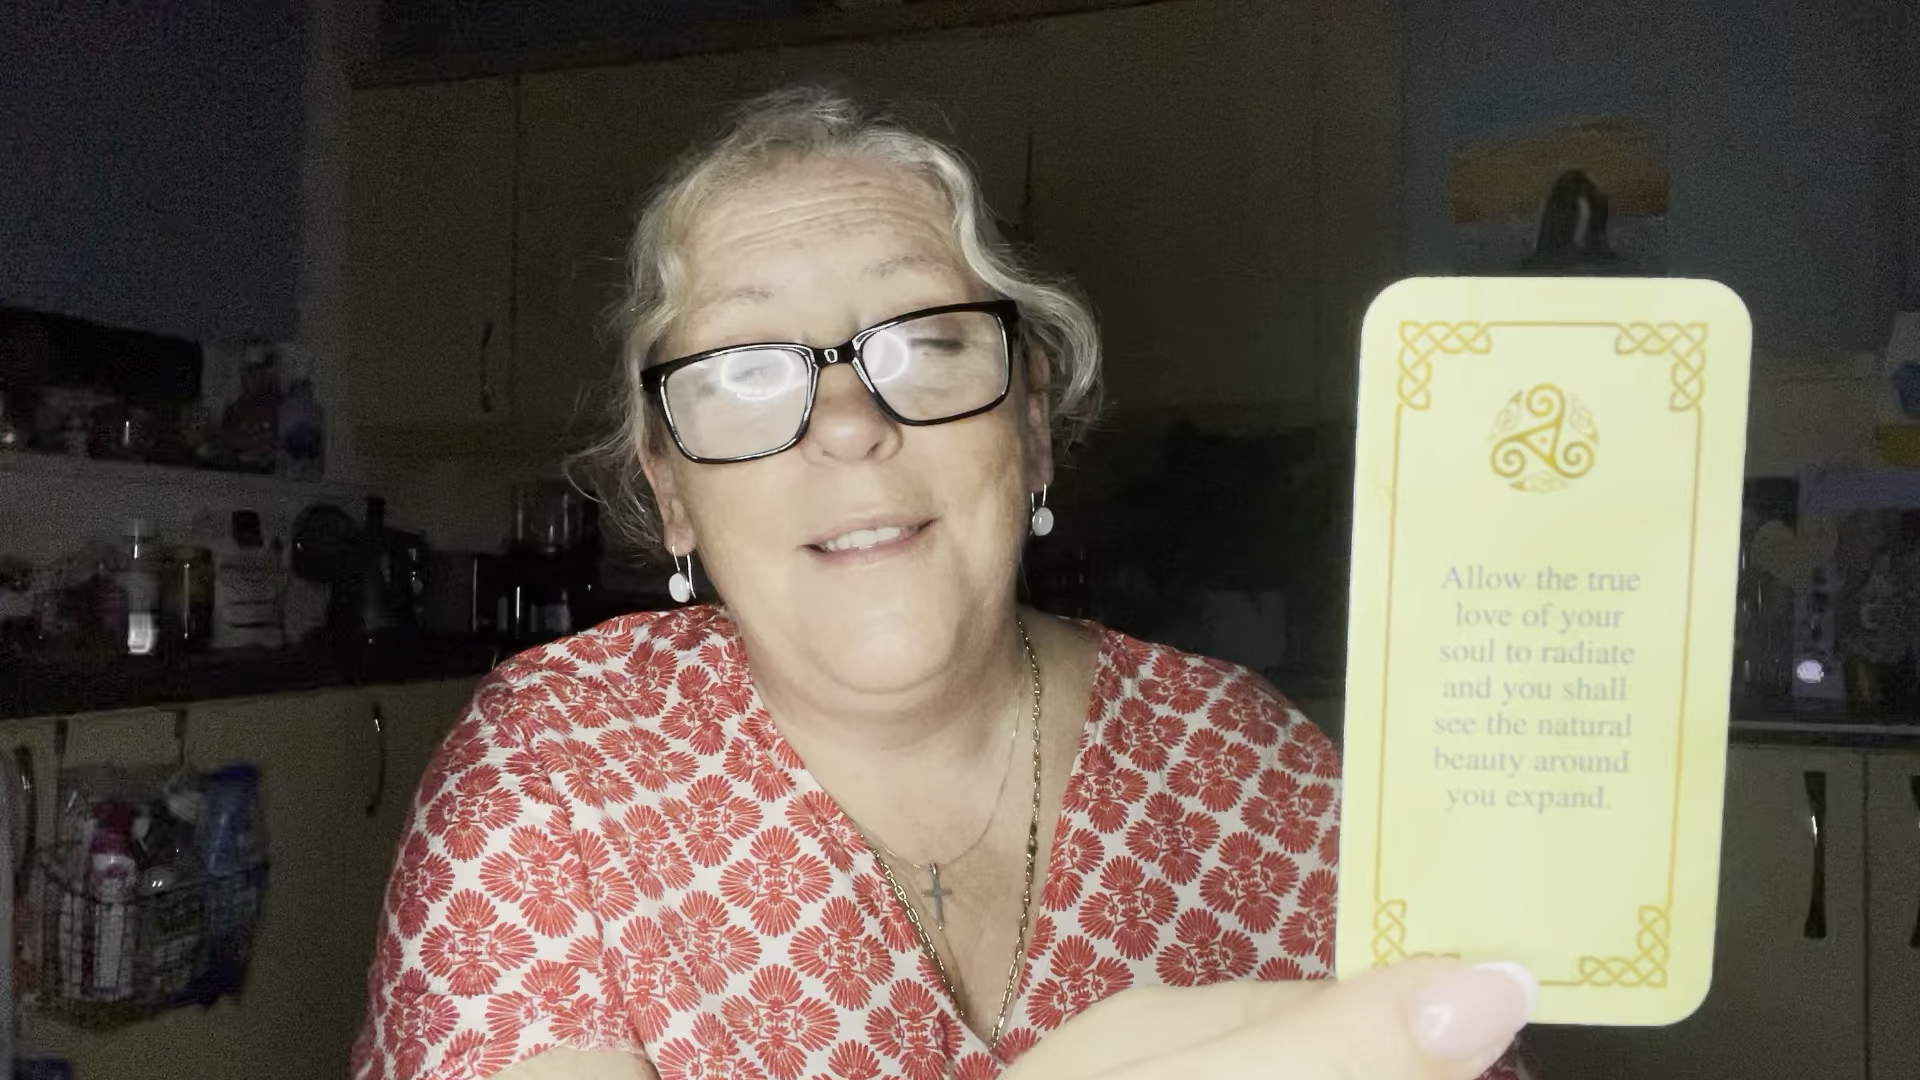 Allow the true
love of your
soul to radiate
and you shall
see the natural
beauty around
you expand.